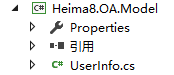 Heima8.OA.Model
Properties
引用
UserInfo.cs